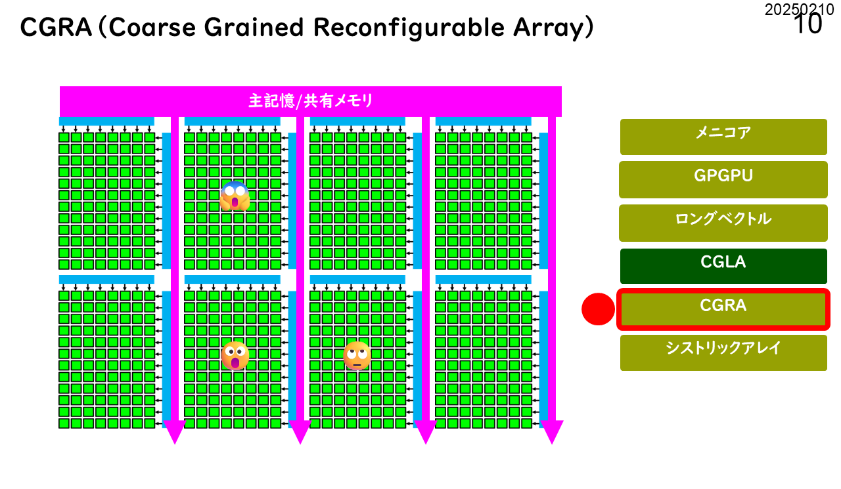 20250210
CGRA（Coarse Grained Reconfigurable Array）
10
主記憶/共有メモリ
メニコア
GPGPU
ロングベクトル
CGLA
CGRA
シストリックアレイ